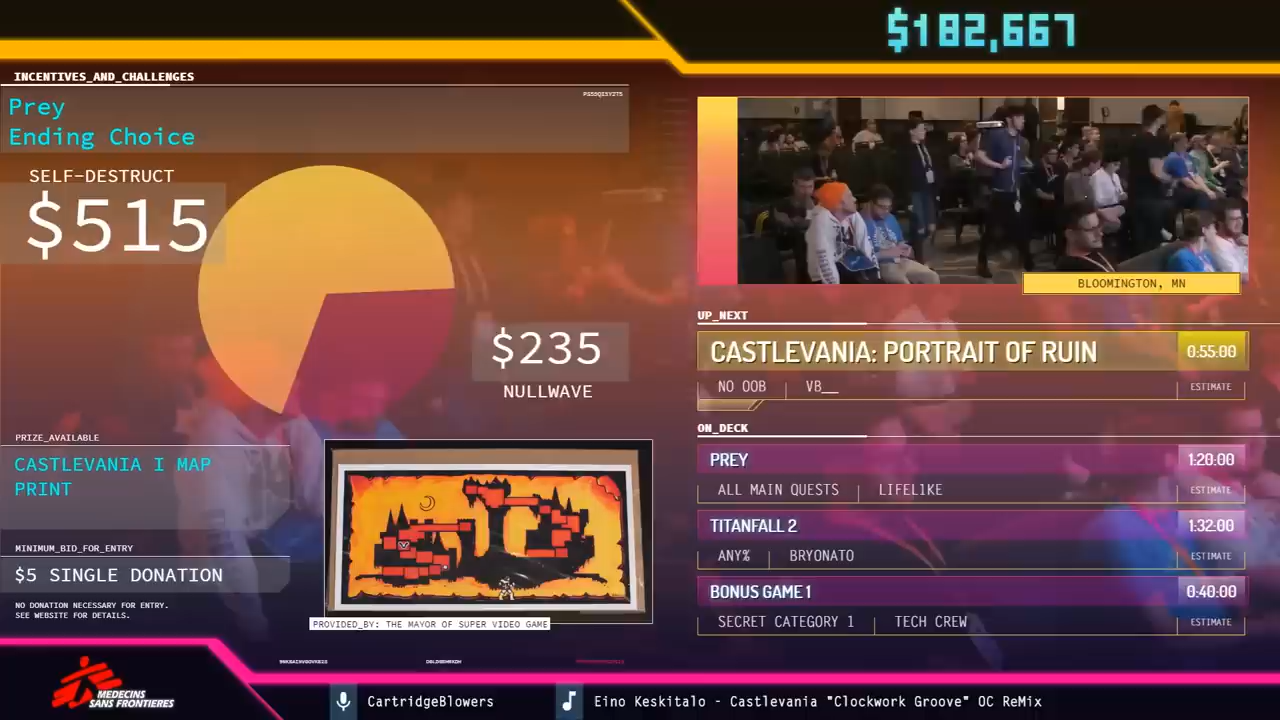 $182,667
INCENTIVES_AND_CHALLENGES
Prey
Ending Choice
SELF-DESTRUCT
$515
$235
NULLWAVE
PRIZE_AVAILABLE
CASTLEVANIA I MAP
PRINT
MINIMUM_BID_FOR_ENTRY
$5 SINGLE DONATION
NO DONATION NECESSARY FOR ENTRY.
SEE WEBSITE FOR DETAILS.
PROVIDED_BY: THE MAYOR OF SUPER VIDEO GAME
BLOOMINGTON, MN
UP_NEXT
CASTLEVANIA: PORTRAIT OF RUIN 0:55:00
NO OOB VB__ ESTIMATE
ON_DECK
PREY 1:20:00
ALL MAIN QUESTS LIFEL1KE ESTIMATE
TITANFALL 2 1:32:00
ANY% BRYONATO ESTIMATE
BONUS GAME 1 0:40:00
SECRET CATEGORY 1 TECH CREW ESTIMATE
MEDECINS
SANS FRONTIERES
CartridgeBlowers
Eino Keskitalo - Castlevania "Clockwork Groove" OC ReMix